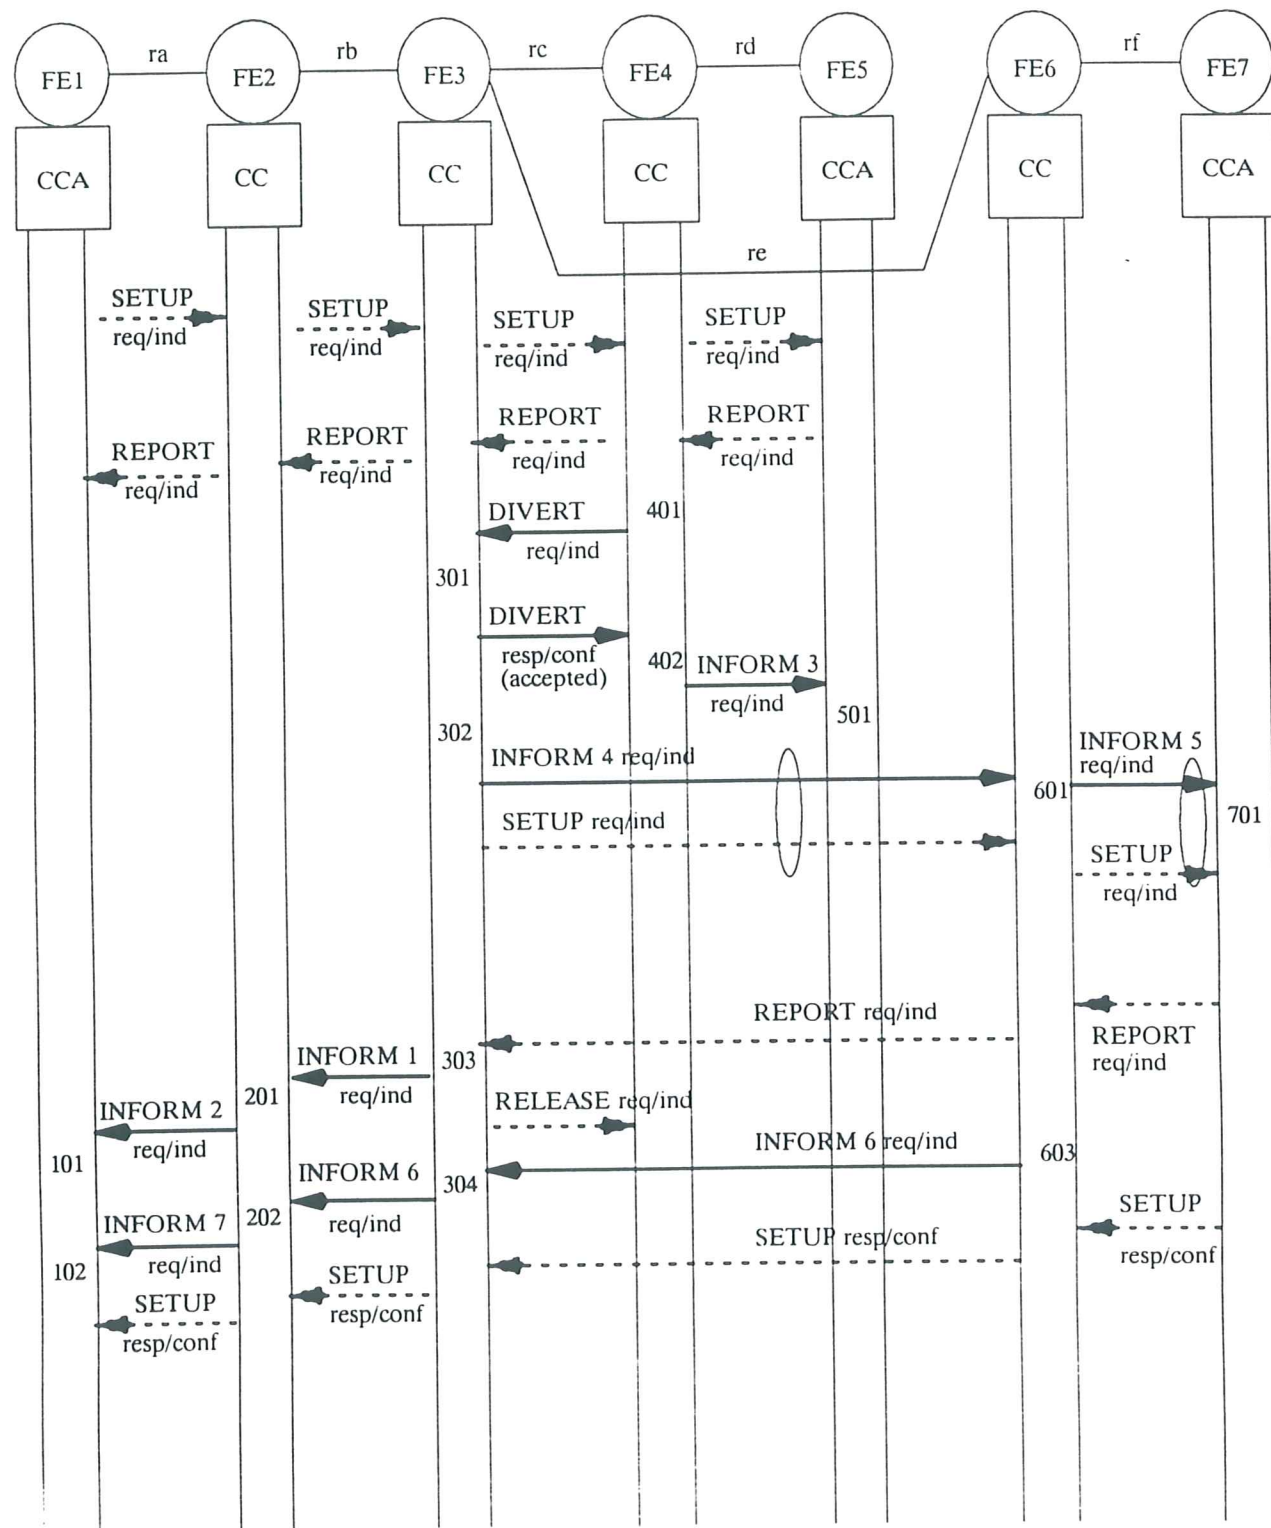 ra
rb
rc
rd
rf
FE1
FE2
FE3
FE4
FE5
FE6
FE7
CCA
CC
CC
CC
CCA
CC
CCA
re
SETUP
req/ind
SETUP
req/ind
SETUP
req/ind
SETUP
req/ind
REPORT
req/ind
REPORT
req/ind
REPORT
req/ind
REPORT
req/ind
DIVERT
req/ind
401
301
DIVERT
resp/conf
(accepted)
402
INFORM 3
req/ind
501
302
INFORM 4 req/ind
601
INFORM 5
req/ind
701
SETUP req/ind
SETUP
req/ind
REPORT
req/ind
REPORT req/ind
303
INFORM 1
req/ind
201
RELEASE req/ind
INFORM 2
req/ind
101
INFORM 6 req/ind
603
304
INFORM 6
req/ind
202
SETUP
resp/conf
INFORM 7
req/ind
102
SETUP resp/conf
SETUP
resp/conf
SETUP
resp/conf